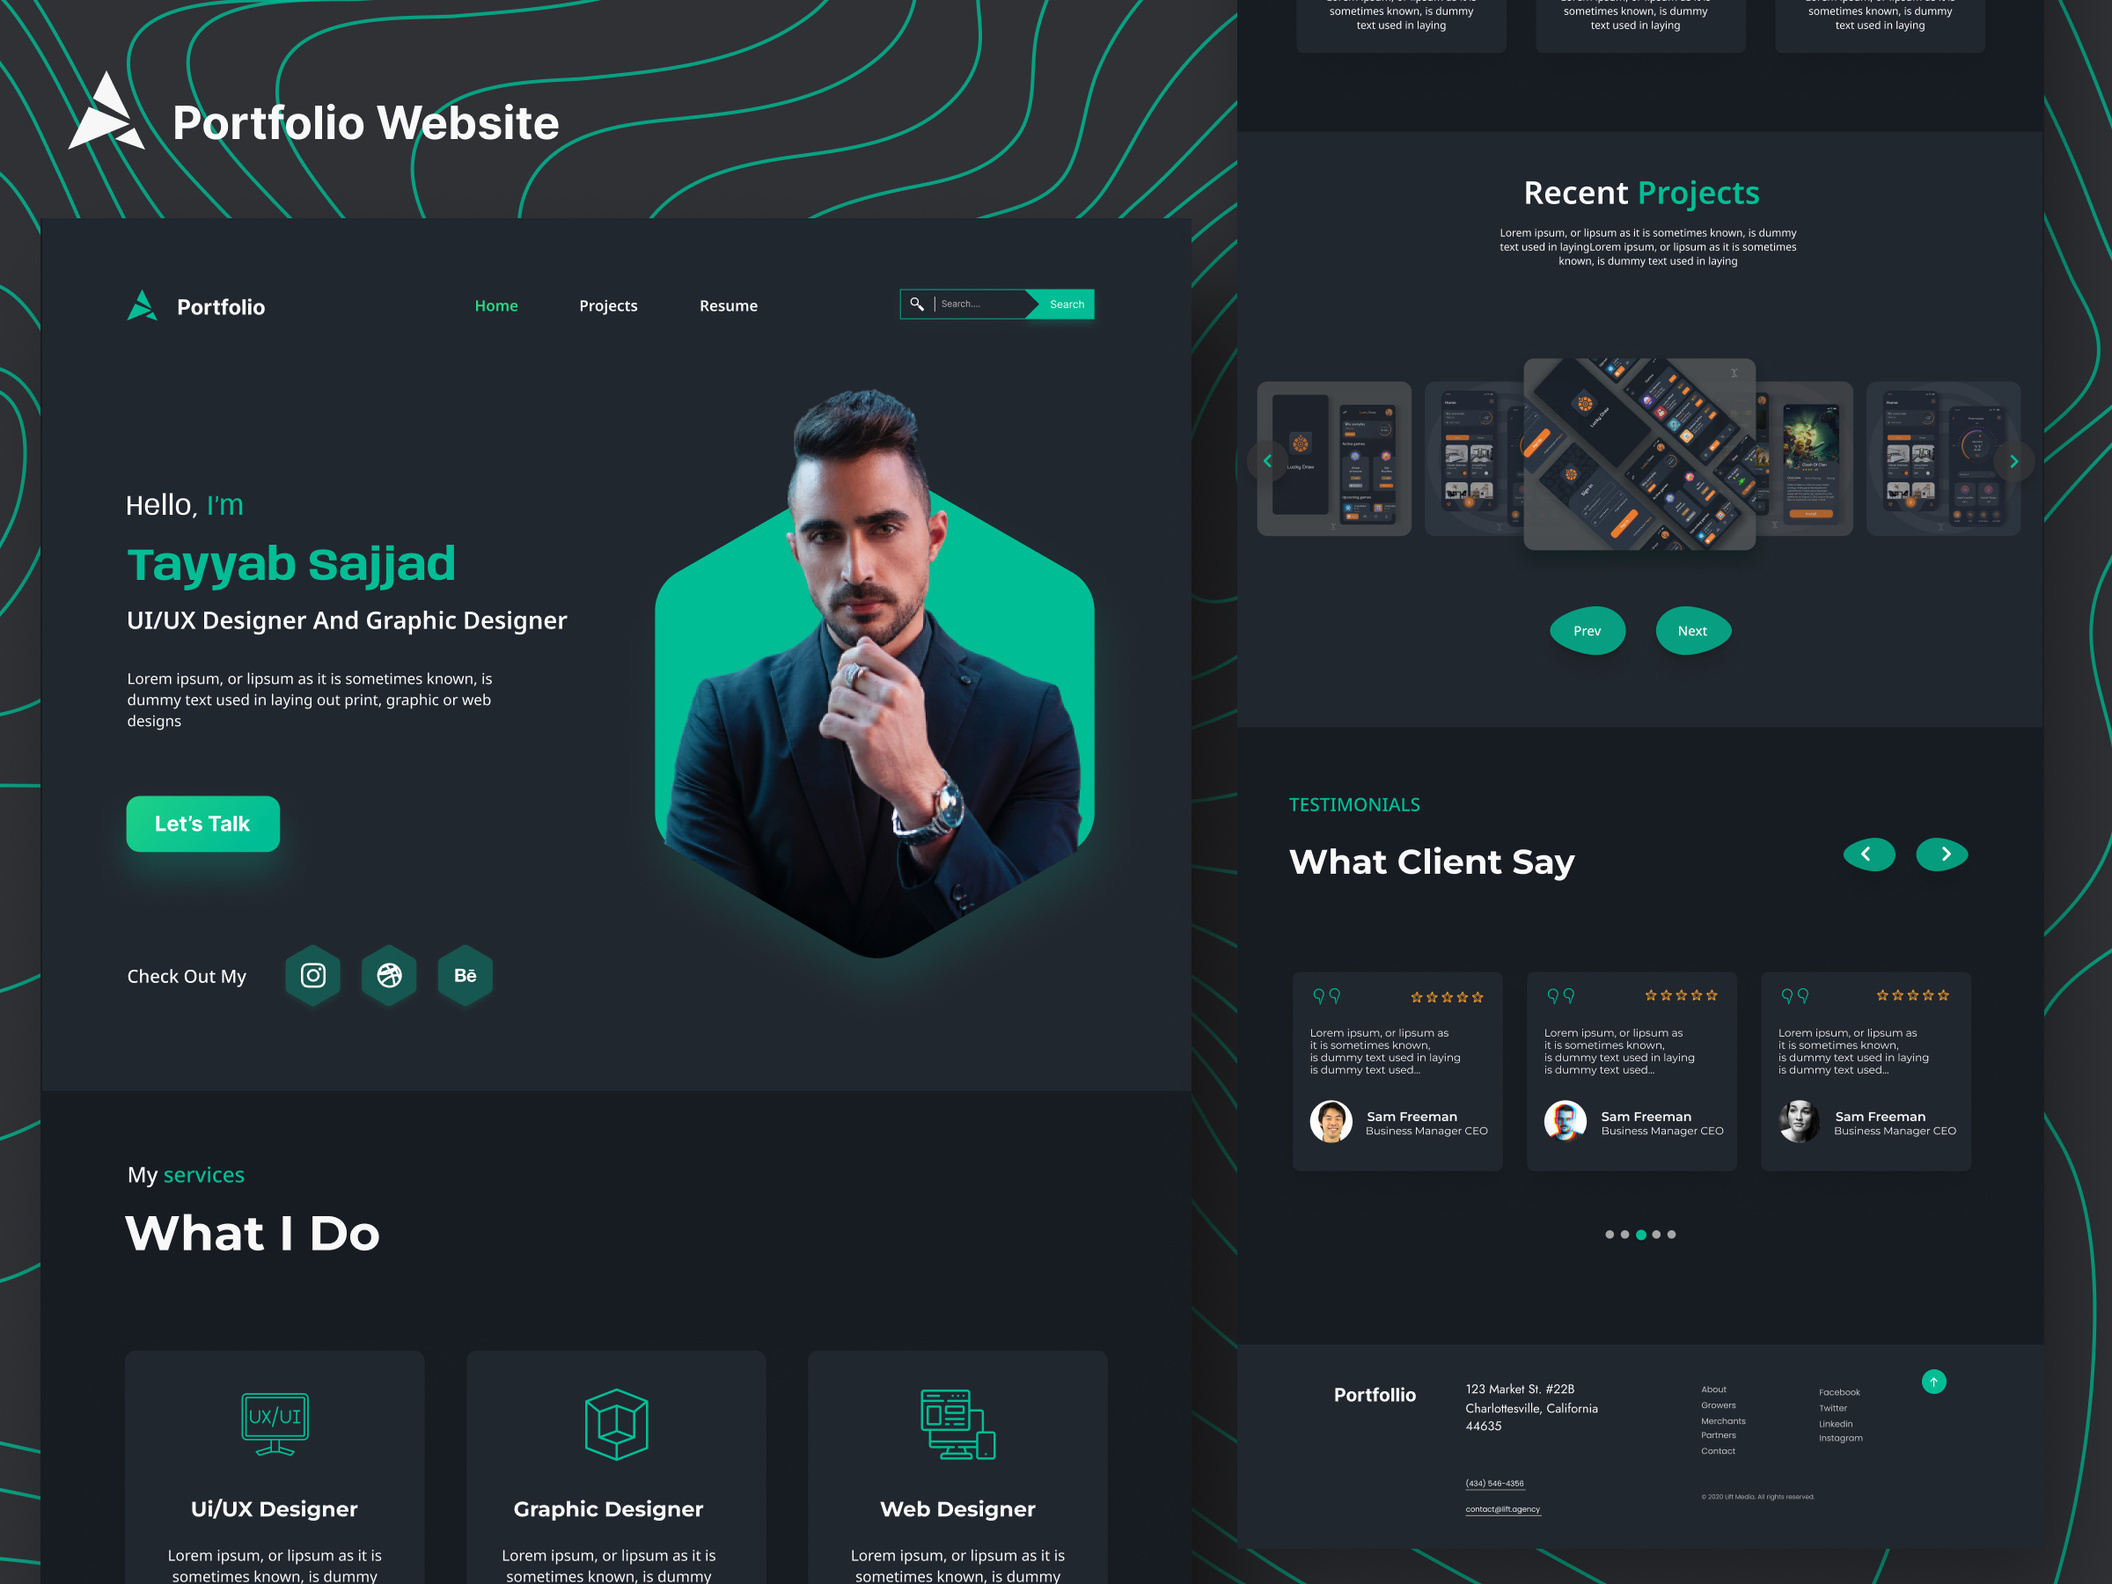 Portfolio Website
Portfolio
Home
Projects
Resume
Search....
Search
Hello, I'm
Tayyab Sajjad
UI/UX Designer And Graphic Designer
Lorem ipsum, or lipsum as it is sometimes known, is
dummy text used in laying out print, graphic or web
designs
Let's Talk
Check Out My
Bē
My services
What I Do
UX/UI
Ui/UX Designer
Lorem ipsum, or lipsum as it is
sometimes known, is dummy
Graphic Designer
Lorem ipsum, or lipsum as it is
sometimes known, is dummy
Web Designer
Lorem ipsum, or lipsum as it is
sometimes known, is dummy
sometimes known, is dummy
text used in laying
sometimes known, is dummy
text used in laying
sometimes known, is dummy
text used in laying
Recent Projects
Lorem ipsum, or lipsum as it is sometimes known, is dummy
text used in layingLorem ipsum, or lipsum as it is sometimes
known, is dummy text used in laying
Lucky Draw
Home
Lucky Draw
Sign In
Home
Prev
Next
TESTIMONIALS
What Client Say
Lorem ipsum, or lipsum as
it is sometimes known,
is dummy text used in laying
is dummy text used...
Sam Freeman
Business Manager CEO
Lorem ipsum, or lipsum as
it is sometimes known,
is dummy text used in laying
is dummy text used...
Sam Freeman
Business Manager CEO
Lorem ipsum, or lipsum as
it is sometimes known,
is dummy text used in laying
is dummy text used...
Sam Freeman
Business Manager CEO
Portfollio
123 Market St. #22B
Charlottesville, California
44635
(434) 546-4356
contact@lift.agency
About
Growers
Merchants
Partners
Contact
Facebook
Twitter
Linkedin
Instagram
© 2020 Lift Media. All rights reserved.